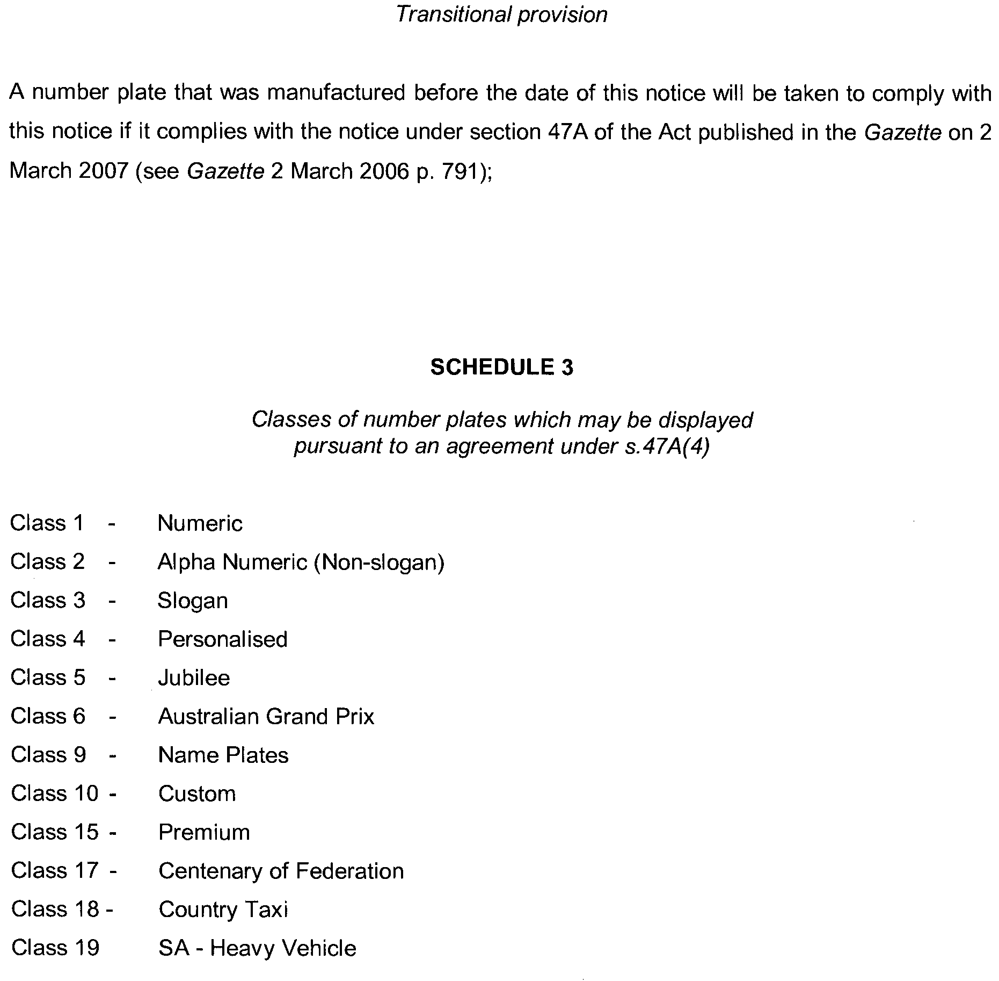 Transitional provision
A number plate that was manufactured before the date of this notice will be taken to comply with
this notice if it complies with the notice under section 47A of the Act published in the Gazette on 2
March 2007 (see Gazette 2 March 2006 p. 791);
SCHEDULE 3
Classes of number plates which may be displayed
pursuant to an agreement under s.47A(4)
Class 1 - Numeric
Class 2 - Alpha Numeric (Non-slogan)
Class 3 - Slogan
Class 4 - Personalised
Class 5 - Jubilee
Class 6 - Australian Grand Prix
Class 9 - Name Plates
Class 10 - Custom
Class 15 - Premium
Class 17 - Centenary of Federation
Class 18 - Country Taxi
Class 19 SA - Heavy Vehicle